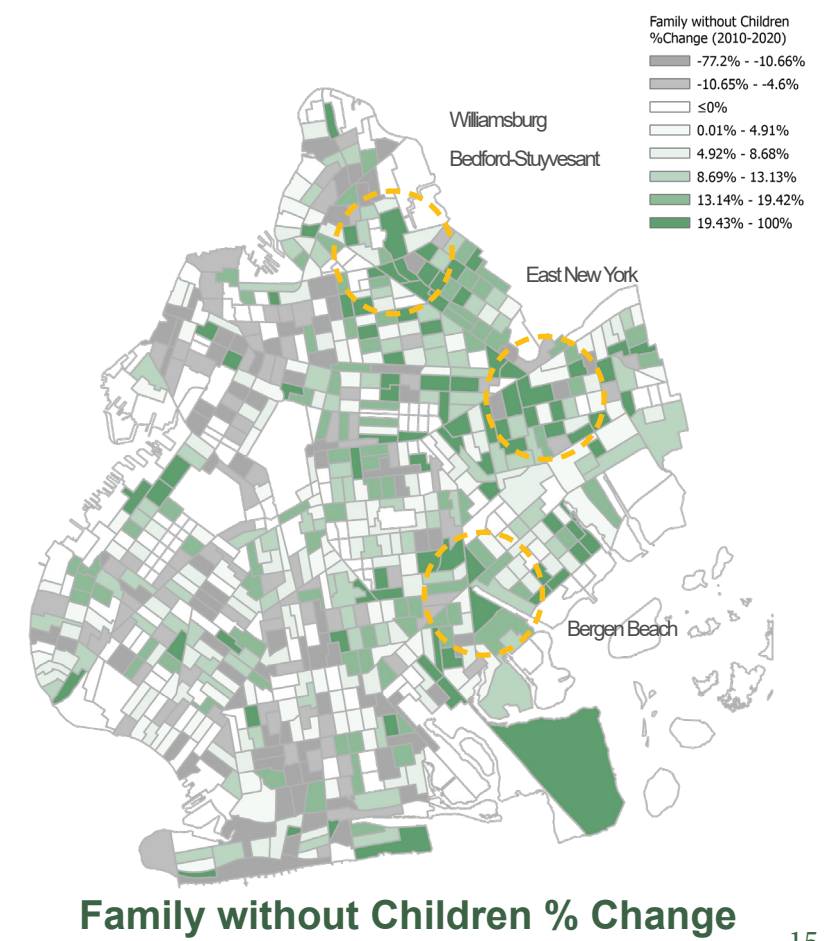 Family without Children
%Change (2010-2020)
-77.2% - -10.66%
-10.65% - -4.6%
≤0%
0.01% - 4.91%
4.92% - 8.68%
8.69% - 13.13%
13.14% - 19.42%
19.43% - 100%
Williamsburg
Bedford-Stuyvesant
East New York
Bergen Beach
Family without Children % Change
15